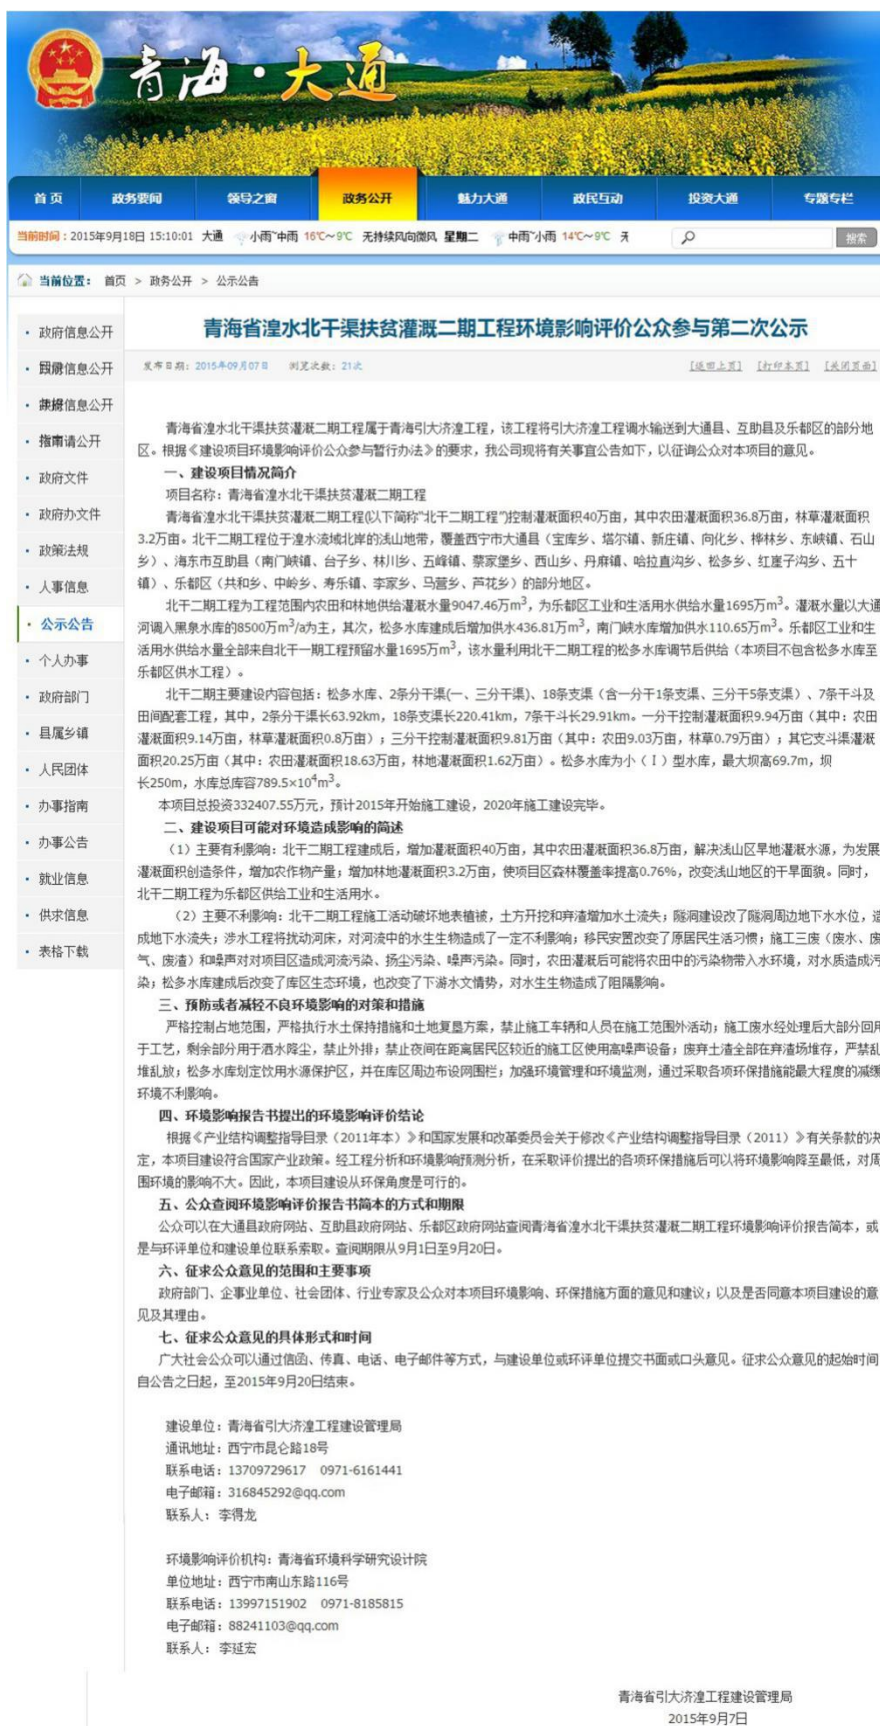 青海·大通
首页 政务要闻 领导之窗 政务公开 魅力大通 政民互动 投资大通 专题专栏
当前时间：2015年9月18日 15:10:01 大通 小雨~中雨 16℃～9℃ 无持续风向微风 星期二 中雨~小雨 14℃～9℃ 搜索
当前位置： 首页 > 政务公开 > 公示公告
· 政府信息公开
· 政府信息公开
· 政府信息公开
· 申请公开
· 政府文件
· 政府办文件
· 政策法规
· 人事信息
· 公示公告
· 个人办事
· 政府部门
· 县属乡镇
· 人民团体
· 办事指南
· 办事公告
· 就业信息
· 供求信息
· 表格下载
青海省湟水北干渠扶贫灌溉二期工程环境影响评价公众参与第二次公示
发布日期：2015年09月07日 浏览次数：21次 [返回上页] [打印本页] [关闭页面]
青海省湟水北干渠扶贫灌溉二期工程属于青海引大济湟工程，该工程将引大济湟工程调水输送到大通县、互助县及乐都区的部分地
区。根据《建设项目环境影响评价公众参与暂行办法》的要求，我公司现将有关事宜公告如下，以征询公众对本项目的意见。
一、建设项目情况简介
项目名称：青海省湟水北干渠扶贫灌溉二期工程
青海省湟水北干渠扶贫灌溉二期工程(以下简称"北干二期工程")控制灌溉面积40万亩，其中农田灌溉面积36.8万亩，林草灌溉面积
3.2万亩。北干二期工程位于湟水流域北岸的浅山地带，覆盖西宁市大通县（宝库乡、塔尔镇、新庄镇、向化乡、桦林乡、东峡镇、石山
乡）、海东市互助县（南门峡镇、台子乡、林川乡、五峰镇、蔡家堡乡、西山乡、丹麻镇、哈拉直沟乡、松多乡、红崖子沟乡、五十
镇）、乐都区（共和乡、中岭乡、寿乐镇、李家乡、马营乡、芦花乡）的部分地区。
北干二期工程为工程范围内农田和林地供给灌溉水量9047.46万m³，为乐都区工业和生活用水供给水量1695万m³。灌溉水量以大通
河调入黑泉水库的8500万m³/a为主，其次，松多水库建成后增加供水436.81万m³，南门峡水库增加供水110.65万m³。乐都区工业和生
活用水供给水量全部来自北干一期工程预留水量1695万m³，该水量利用北干二期工程的松多水库调节后供给（本项目不包含松多水库至
乐都区供水工程）。
北干二期主要建设内容包括：松多水库、2条分干渠(一、三分干渠)、18条支渠（含一分干1条支渠、三分干5条支渠）、7条干斗及
田间配套工程，其中，2条分干渠长63.92km，18条支渠长220.41km，7条干斗长29.91km。一分干控制灌溉面积9.94万亩（其中：农田
灌溉面积9.14万亩，林草灌溉面积0.8万亩）；三分干控制灌溉面积9.81万亩（其中：农田9.03万亩，林草0.79万亩）；其它支斗渠灌溉
面积20.25万亩（其中：农田灌溉面积18.63万亩，林地灌溉面积1.62万亩）。松多水库为小（Ⅰ）型水库，最大坝高69.7m，坝
长250m，水库总库容789.5×10⁴m³。
本项目总投资332407.55万元，预计2015年开始施工建设，2020年施工建设完毕。
二、建设项目可能对环境造成影响的简述
（1）主要有利影响：北干二期工程建成后，增加灌溉面积40万亩，其中农田灌溉面积36.8万亩，解决浅山区旱地灌溉水源，为发展
灌溉面积创造条件，增加农作物产量；增加林地灌溉面积3.2万亩，使项目区森林覆盖率提高0.76%，改变浅山地区的干旱面貌。同时，
北干二期工程为乐都区供给工业和生活用水。
（2）主要不利影响：北干二期工程施工活动破坏地表植被，土方开挖和弃渣增加水土流失；隧洞建设改了隧洞周边地下水水位，造
成地下水流失；涉水工程将扰动河床，对河流中的水生生物造成了一定不利影响；移民安置改变了原居民生活习惯；施工三废（废水、废
气、废渣）和噪声对对项目区造成河流污染、扬尘污染、噪声污染。同时，农田灌溉后可能将农田中的污染物带入水环境，对水质造成污
染；松多水库建成后改变了库区生态环境，也改变了下游水文情势，对水生生物造成了阻隔影响。
三、预防或者减轻不良环境影响的对策和措施
严格控制占地范围，严格执行水土保持措施和土地复垦方案，禁止施工车辆和人员在施工范围外活动；施工废水经处理后大部分回用
于工艺，剩余部分用于洒水降尘，禁止外排；禁止夜间在距离居民区较近的施工区使用高噪声设备；废弃土渣全部在弃渣场堆存，严禁乱
堆乱放；松多水库划定饮用水源保护区，并在库区周边布设网围栏；加强环境管理和环境监测，通过采取各项环保措施能最大程度的减缓
环境不利影响。
四、环境影响报告书提出的环境影响评价结论
根据《产业结构调整指导目录（2011年本）》和国家发展和改革委员会关于修改《产业结构调整指导目录（2011）》有关条款的决
定，本项目建设符合国家产业政策。经工程分析和环境影响预测分析，在采取评价提出的各项环保措施后可以将环境影响降至最低，对周
围环境的影响不大。因此，本项目建设从环保角度是可行的。
五、公众查阅环境影响评价报告书简本的方式和期限
公众可以在大通县政府网站、互助县政府网站、乐都区政府网站查阅青海省湟水北干渠扶贫灌溉二期工程环境影响评价报告简本，或
是与环评单位和建设单位联系索取。查阅期限从9月1日至9月20日。
六、征求公众意见的范围和主要事项
政府部门、企事业单位、社会团体、行业专家及公众对本项目环境影响、环保措施方面的意见和建议；以及是否同意本项目建设的意
见及其理由。
七、征求公众意见的具体形式和时间
广大社会公众可以通过信函、传真、电话、电子邮件等方式，与建设单位或环评单位提交书面或口头意见。征求公众意见的起始时间
自公告之日起，至2015年9月20日结束。
建设单位：青海省引大济湟工程建设管理局
通讯地址：西宁市昆仑路18号
联系电话：13709729617 0971-6161441
电子邮箱：316845292@qq.com
联系人： 李得龙
环境影响评价机构：青海省环境科学研究设计院
单位地址：西宁市南山东路116号
联系电话：13997151902 0971-8185815
电子邮箱：88241103@qq.com
联系人： 李延宏
青海省引大济湟工程建设管理局
2015年9月7日